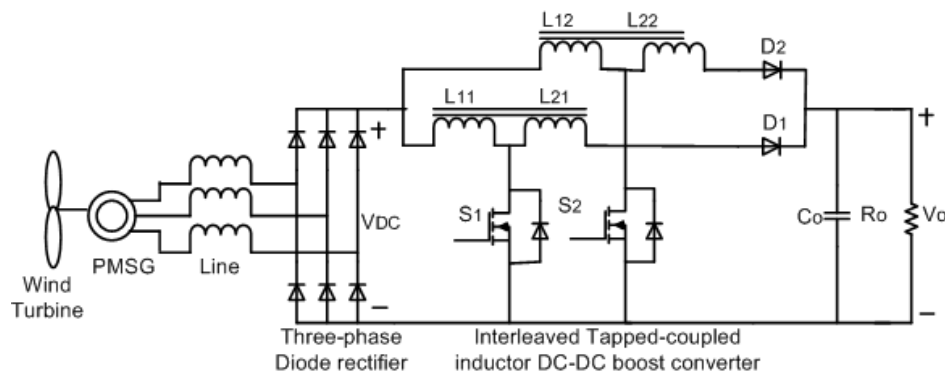 L12
L22
D2
L11
L21
D1
+
+
S1
S2
VDC
Co
Ro
Vo
PMSG
Line
Wind
Turbine
−
−
Three-phase
Diode rectifier
Interleaved Tapped-coupled
inductor DC-DC boost converter